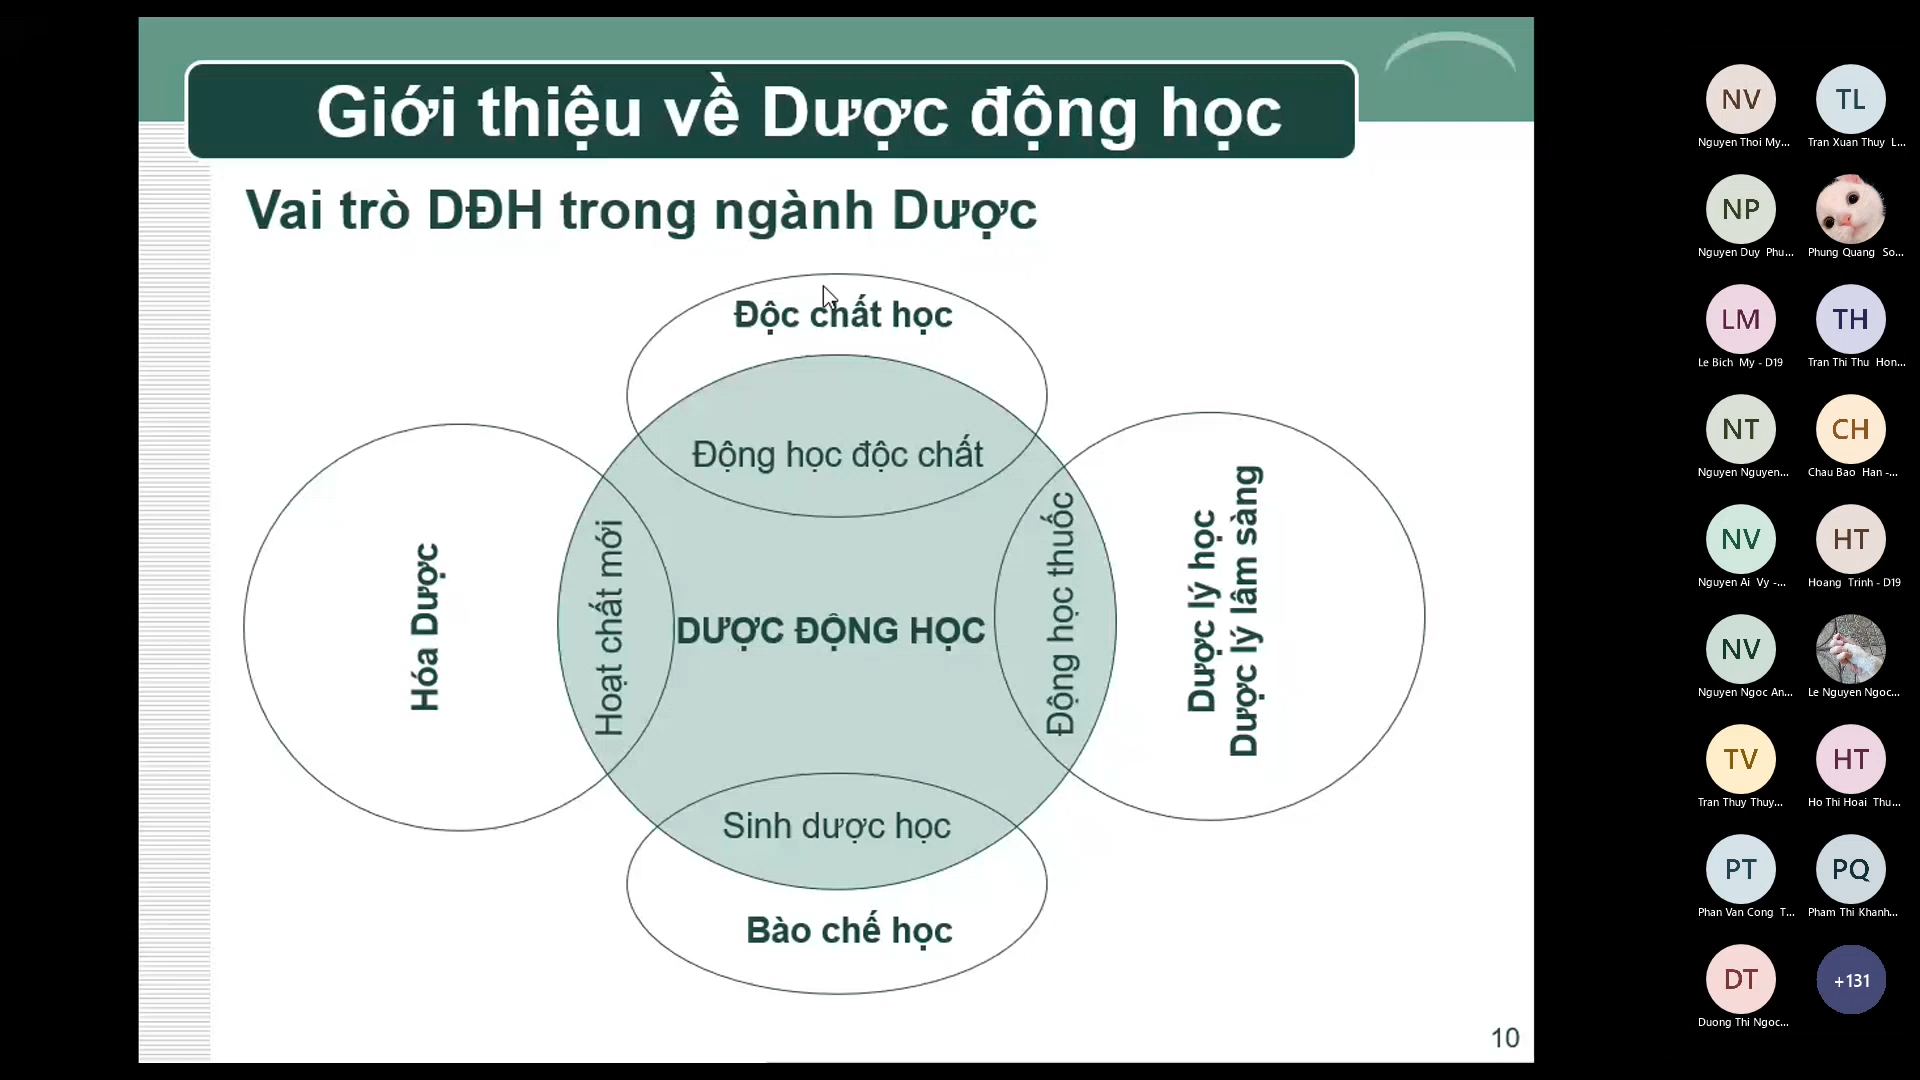 Giới thiệu về Dược động học
Vai trò DĐH trong ngành Dược
Độc chất học
Động học độc chất
Hóa Dược
Hoạt chất mới
DƯỢC ĐỘNG HỌC
Động học thuốc
Dược lý học
Dược lý lâm sàng
Sinh dược học
Bào chế học
10
NV
Nguyen Thoi My...
TL
Tran Xuan Thuy L...
NP
Nguyen Duy Phu...
Phung Quang So...
LM
Le Bich My - D19
TH
Tran Thi Thu Hon...
NT
Nguyen Nguyen...
CH
Chau Bao Han -...
NV
Nguyen Ai Vy -...
HT
Hoang Trinh - D19
NV
Nguyen Ngoc An...
Le Nguyen Ngoc...
TV
Tran Thuy Thuy...
HT
Ho Thi Hoai Thu...
PT
Phan Van Cong T...
PQ
Pham Thi Khanh...
DT
Duong Thi Ngoc...
+131